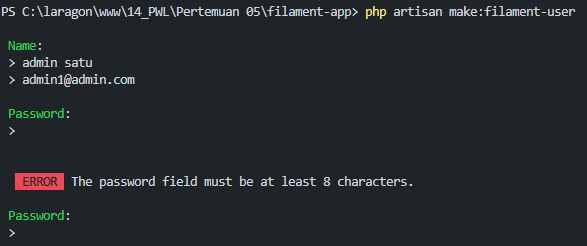 PS C:\laragon\www\14_PWL\Pertemuan 05\filament-app> php artisan make:filament-user
Name:
> admin satu
> admin1@admin.com
Password:
>
ERROR The password field must be at least 8 characters.
Password:
>